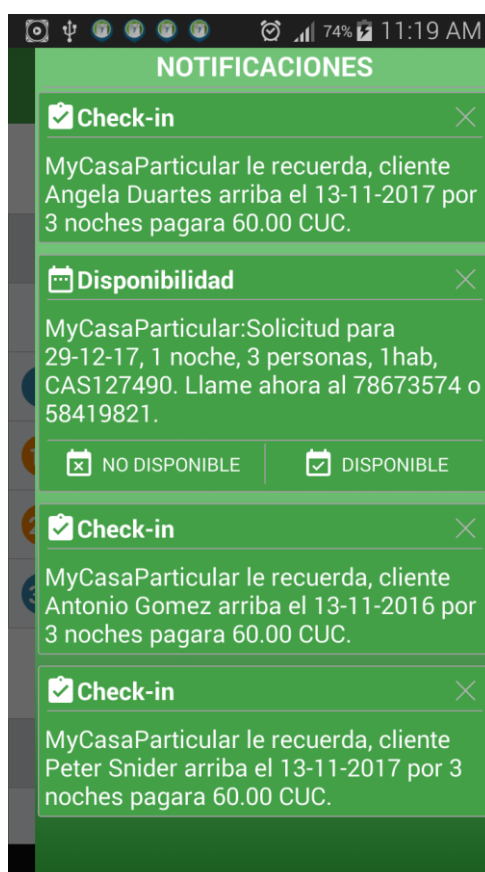 74% 11:19 AM
NOTIFICACIONES
Check-in
MyCasaParticular le recuerda, cliente
Angela Duartes arriba el 13-11-2017 por
3 noches pagara 60.00 CUC.
Disponibilidad
MyCasaParticular:Solicitud para
29-12-17, 1 noche, 3 personas, 1hab,
CAS127490. Llame ahora al 78673574 o
58419821.
NO DISPONIBLE DISPONIBLE
Check-in
MyCasaParticular le recuerda, cliente
Antonio Gomez arriba el 13-11-2016 por
3 noches pagara 60.00 CUC.
Check-in
MyCasaParticular le recuerda, cliente
Peter Snider arriba el 13-11-2017 por 3
noches pagara 60.00 CUC.